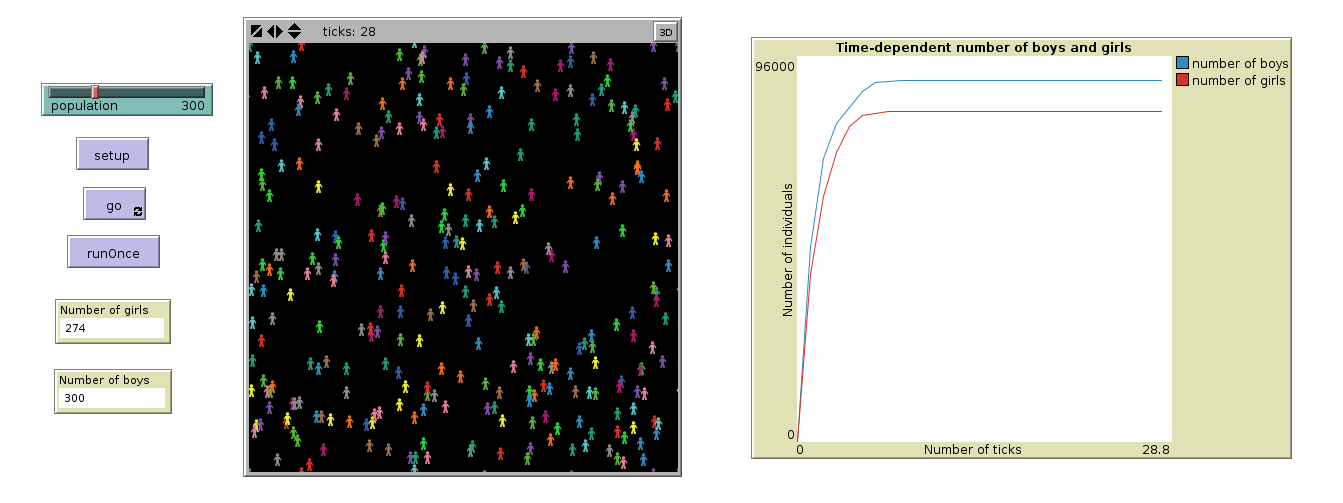 population 300
setup
go
runOnce
Number of girls
274
Number of boys
300
ticks: 28
3D
Time-dependent number of boys and girls
96000
0
Number of individuals
0
Number of ticks
28.8
number of boys
number of girls